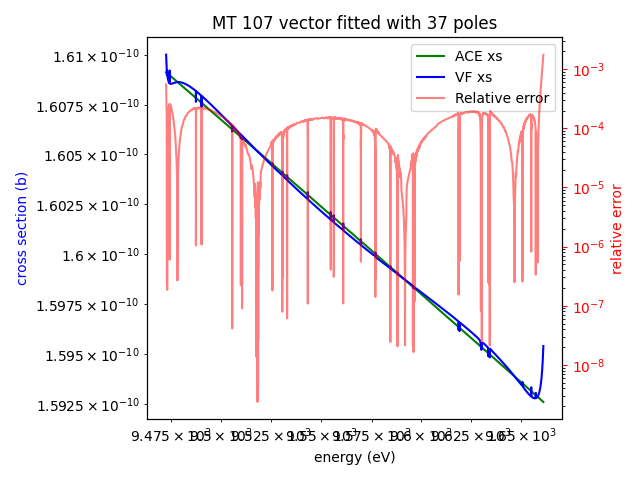 MT 107 vector fitted with 37 poles
ACE xs
VF xs
Relative error
1.61 × 10⁻¹⁰
1.6075 × 10⁻¹⁰
1.605 × 10⁻¹⁰
1.6025 × 10⁻¹⁰
1.6 × 10⁻¹⁰
1.5975 × 10⁻¹⁰
1.595 × 10⁻¹⁰
1.5925 × 10⁻¹⁰
cross section (b)
10⁻³
10⁻⁴
10⁻⁵
10⁻⁶
10⁻⁷
10⁻⁸
relative error
energy (eV)